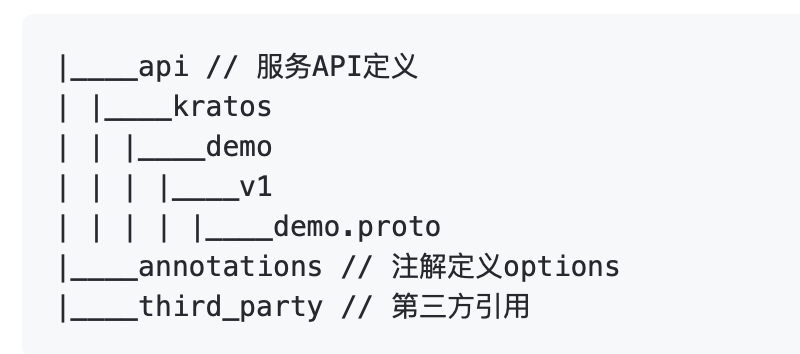 |____api // 服务API定义
| |____kratos
| | |____demo
| | | |____v1
| | | | |____demo.proto
|____annotations // 注解定义options
|____third_party // 第三方引用